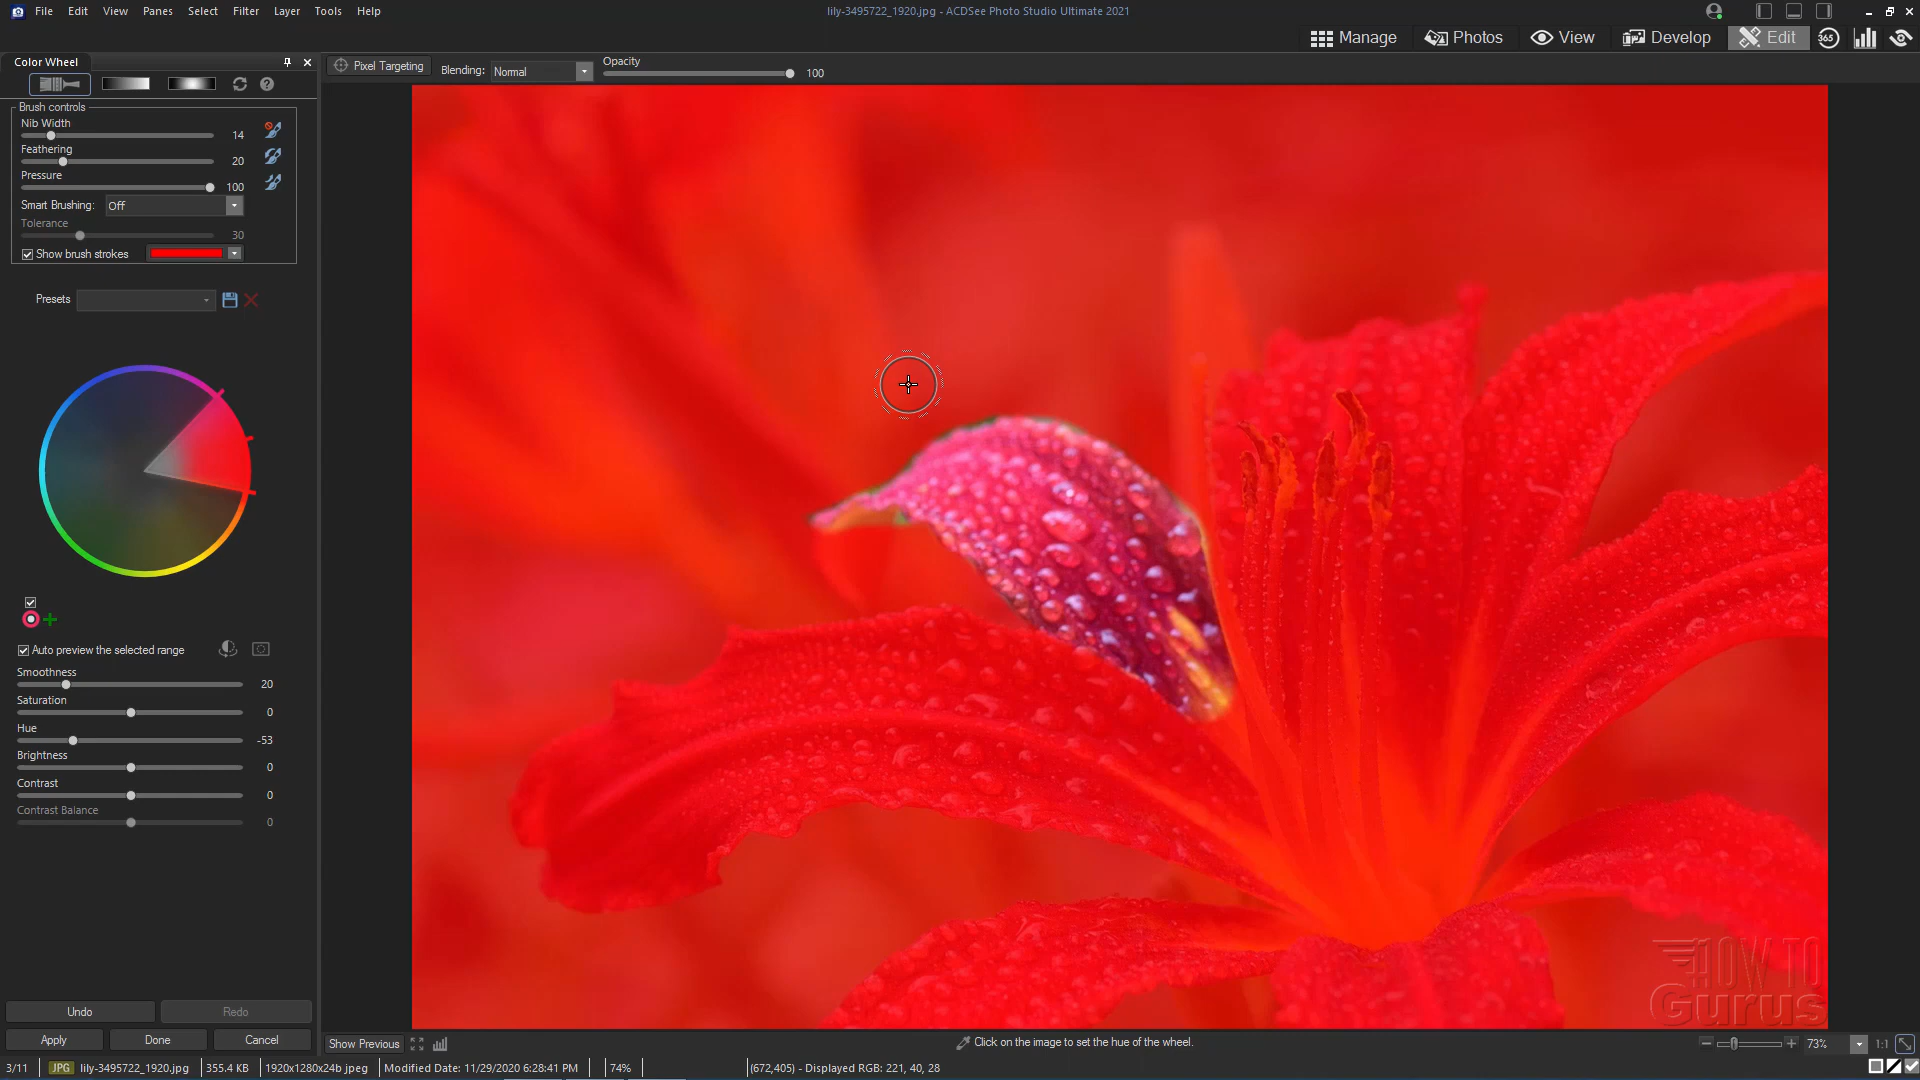 File Edit View Panes Select Filter Layer Tools Help
lily-3495722_1920.jpg - ACDSee Photo Studio Ultimate 2021
Manage Photos View Develop Edit 365
Color Wheel
Pixel Targeting Blending: Normal Opacity 100
Brush controls
Nib Width
14
Feathering
20
Pressure
100
Smart Brushing: Off
Tolerance
30
Show brush strokes
Presets
Auto preview the selected range
Smoothness
20
Saturation
0
Hue
-53
Brightness
0
Contrast
0
Contrast Balance
0
HOW TO
Gurus
Undo Redo
Apply Done Cancel
Show Previous
Click on the image to set the hue of the wheel.
73% 1:1
3/11 JPG lily-3495722_1920.jpg 355.4 KB 1920x1280x24b jpeg Modified Date: 11/29/2020 6:28:41 PM 74% (672,405) - Displayed RGB: 221, 40, 28